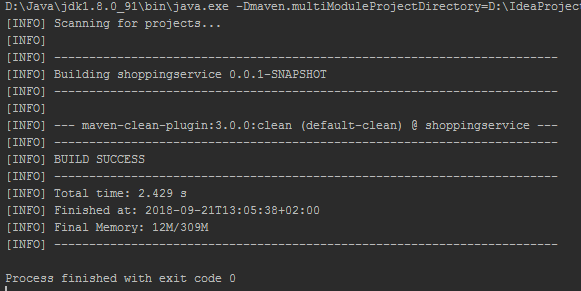 D:\Java\jdk1.8.0_91\bin\java.exe -Dmaven.multiModuleProjectDirectory=D:\IdeaProject
[INFO] Scanning for projects...
[INFO]
[INFO] ------------------------------------------------------------------------
[INFO] Building shoppingservice 0.0.1-SNAPSHOT
[INFO] ------------------------------------------------------------------------
[INFO]
[INFO] --- maven-clean-plugin:3.0.0:clean (default-clean) @ shoppingservice ---
[INFO] ------------------------------------------------------------------------
[INFO] BUILD SUCCESS
[INFO] ------------------------------------------------------------------------
[INFO] Total time: 2.429 s
[INFO] Finished at: 2018-09-21T13:05:38+02:00
[INFO] Final Memory: 12M/309M
[INFO] ------------------------------------------------------------------------
Process finished with exit code 0